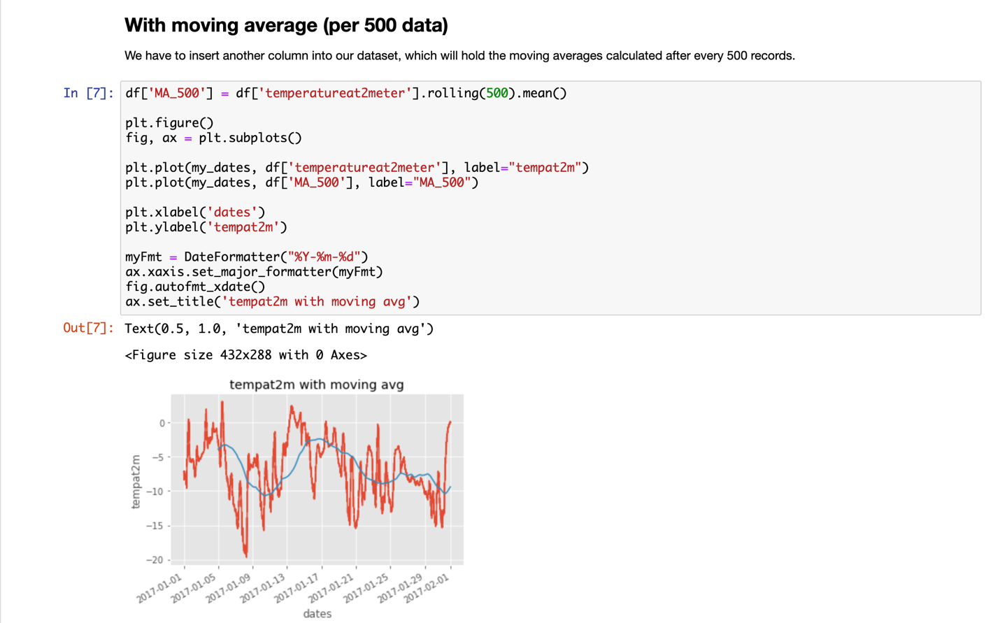 With moving average (per 500 data)
We have to insert another column into our dataset, which will hold the moving averages calculated after every 500 records.
In [7]: df['MA_500'] = df['temperatureat2meter'].rolling(500).mean()
plt.figure()
fig, ax = plt.subplots()
plt.plot(my_dates, df['temperatureat2meter'], label="tempat2m")
plt.plot(my_dates, df['MA_500'], label="MA_500")
plt.xlabel('dates')
plt.ylabel('tempat2m')
myFmt = DateFormatter("%Y-%m-%d")
ax.xaxis.set_major_formatter(myFmt)
fig.autofmt_xdate()
ax.set_title('tempat2m with moving avg')
Out[7]: Text(0.5, 1.0, 'tempat2m with moving avg')
<Figure size 432x288 with 0 Axes>
tempat2m with moving avg
tempat2m
0
−5
−10
−15
−20
2017-01-01
2017-01-05
2017-01-09
2017-01-13
2017-01-17
2017-01-21
2017-01-25
2017-01-29
2017-02-01
dates